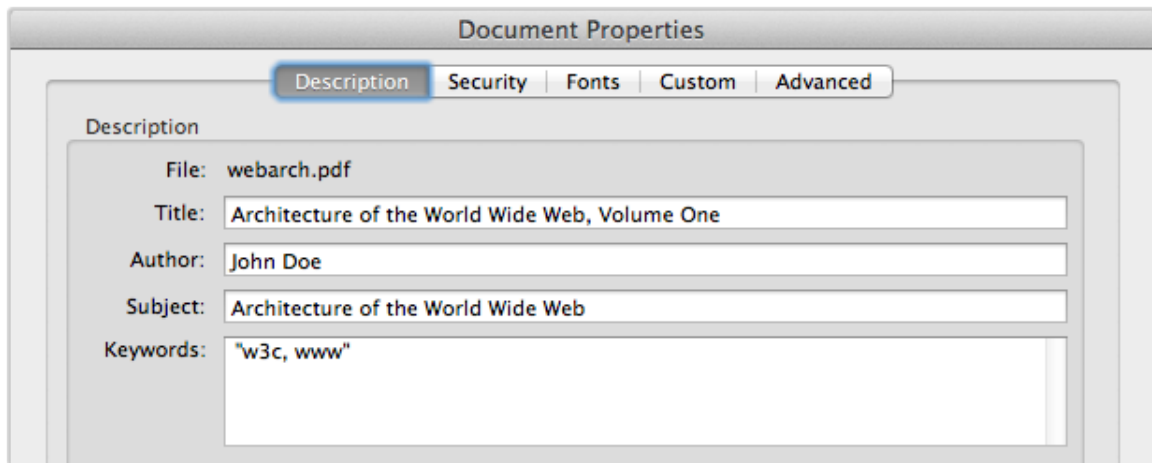 Document Properties
Description Security Fonts Custom Advanced
Description
File: webarch.pdf
Title: Architecture of the World Wide Web, Volume One
Author: John Doe
Subject: Architecture of the World Wide Web
Keywords: "w3c, www"